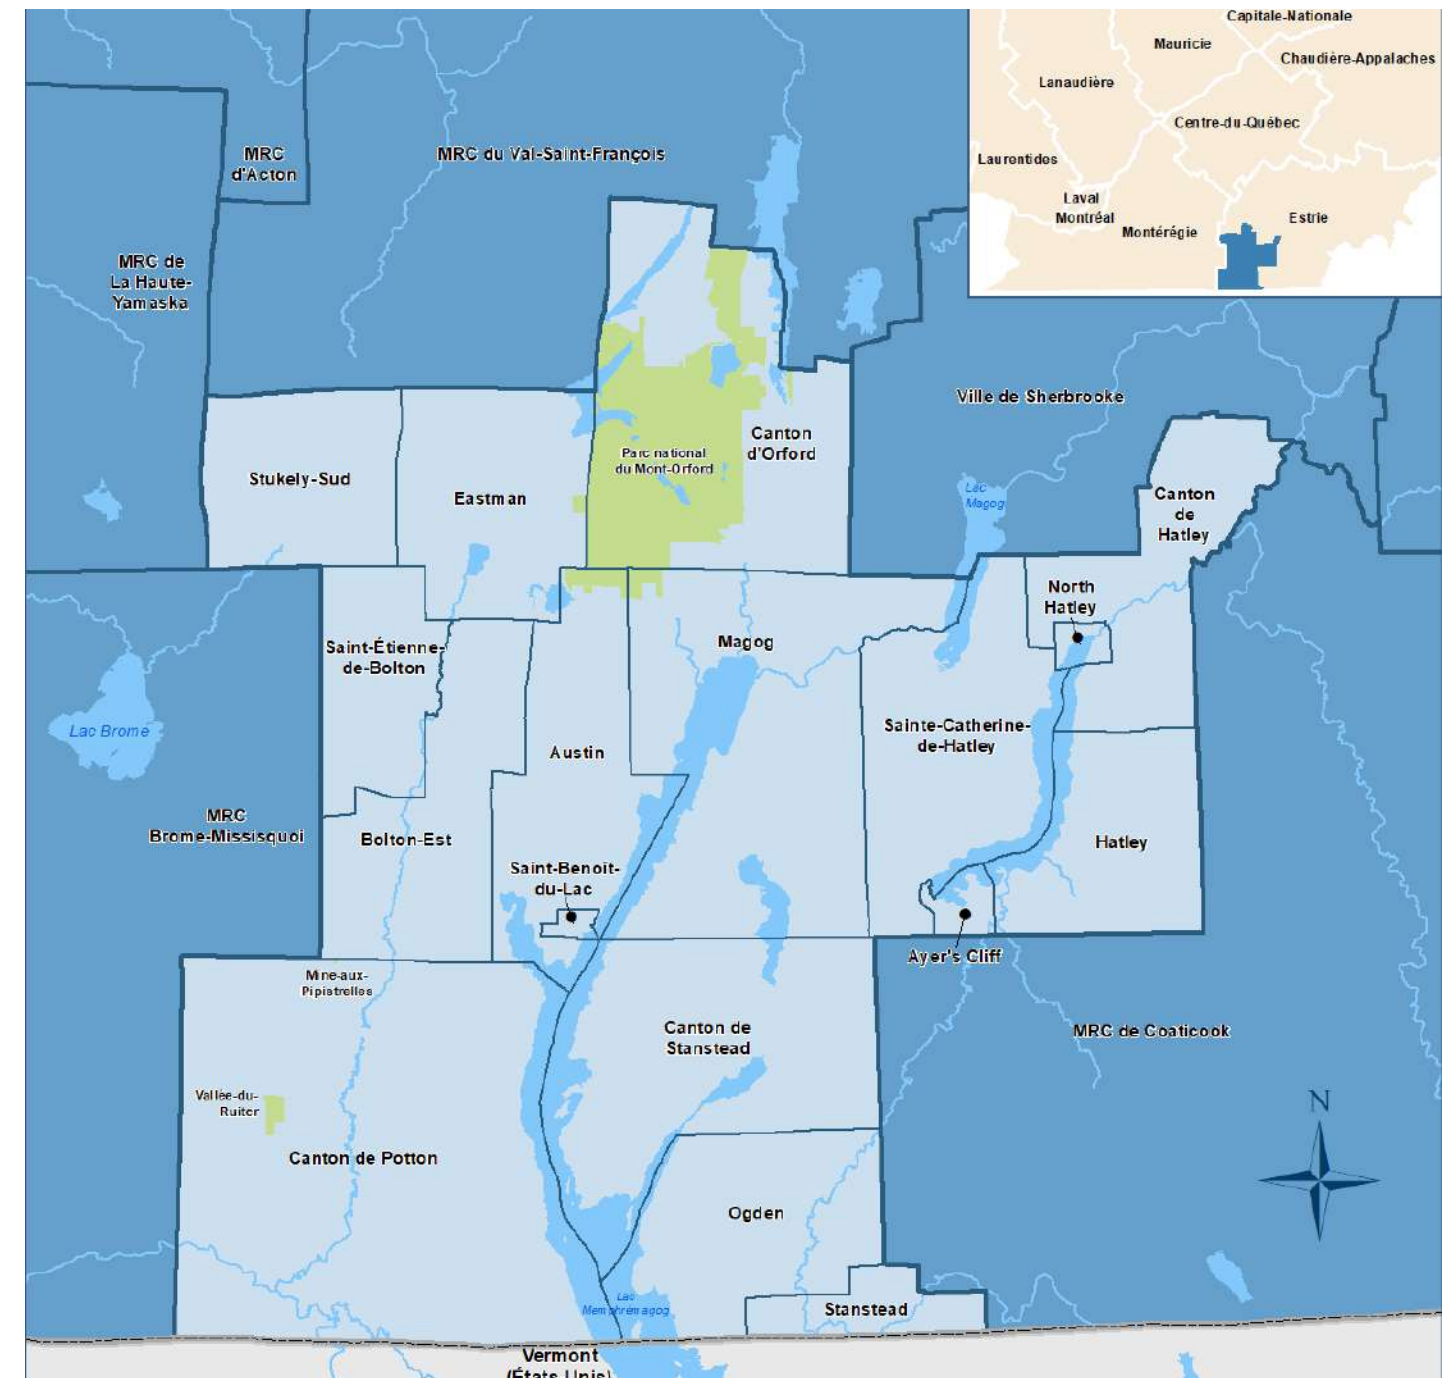 Capitale-Nationale
Mauricie
Chaudière-Appalaches
Lanaudière
Centre-du-Québec
Laurentides
Laval
Montréal
Montérégie
Estrie
MRC
d'Acton
MRC du Val-Saint-François
MRC de
La Haute-
Yamaska
Ville de Sherbrooke
Canton
d'Orford
Parc national
du Mont-Orford
Stukely-Sud
Eastman
Lac
Magog
Canton
de
Hatley
North
Hatley
Saint-Étienne-
de-Bolton
Magog
Lac Brome
Sainte-Catherine-
de-Hatley
Austin
MRC
Brome-Missisquoi
Bolton-Est
Hatley
Saint-Benoît-
du-Lac
Ayer's Cliff
Mine-aux-
Pipistrelles
Canton de
Stanstead
MRC de Coaticook
Vallée-du-
Ruiter
N
Canton de Potton
Ogden
Lac
Memphrémagog
Stanstead
Vermont
(États-Unis)